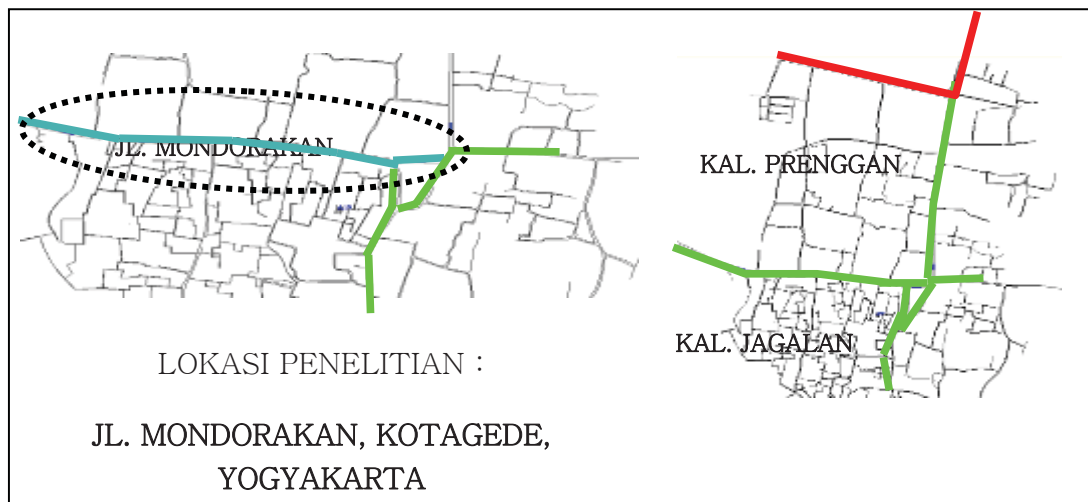 JL. MONDORAKAN
LOKASI PENELITIAN :
JL. MONDORAKAN, KOTAGEDE,
YOGYAKARTA
KAL. PRENGGAN
KAL. JAGALAN